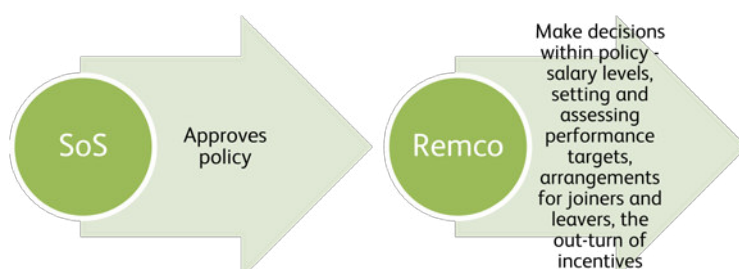 SoS
Approves
policy
Remco
Make decisions
within policy -
salary levels,
setting and
assessing
performance
targets,
arrangements
for joiners and
leavers, the
out-turn of
incentives